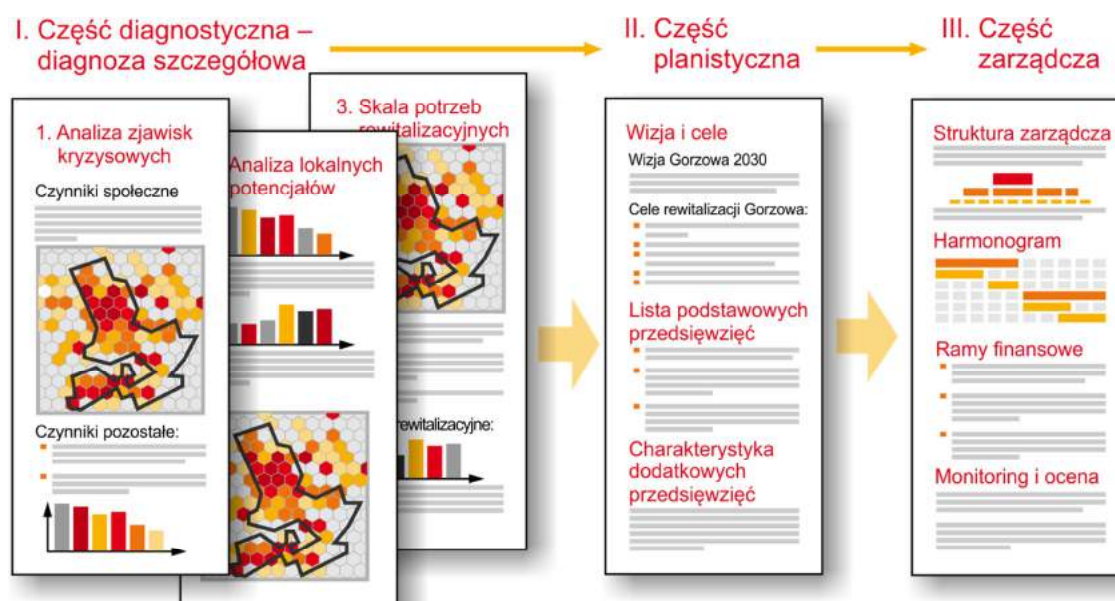 I. Część diagnostyczna –
diagnoza szczegółowa
1. Analiza zjawisk
kryzysowych
Czynniki społeczne
Czynniki pozostałe:
Analiza lokalnych
potencjałów
3. Skala potrzeb
rewitalizacyjnych
rewitalizacyjne:
II. Część
planistyczna
Wizja i cele
Wizja Gorzowa 2030
Cele rewitalizacji Gorzowa:
Lista podstawowych
przedsięwzięć
Charakterystyka
dodatkowych
przedsięwzięć
III. Część
zarządcza
Struktura zarządcza
Harmonogram
Ramy finansowe
Monitoring i ocena